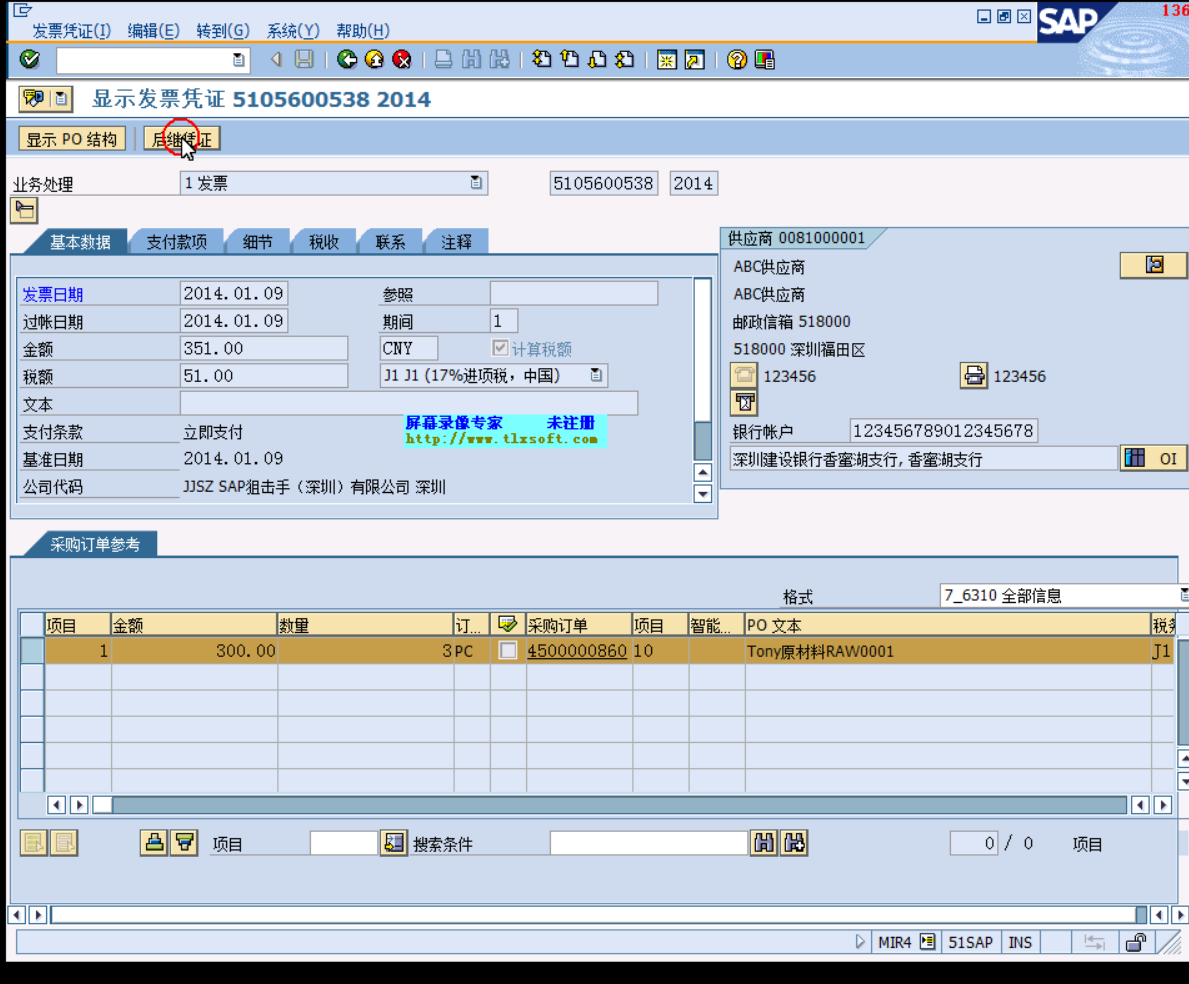 136
发票凭证(I) 编辑(E) 转到(G) 系统(Y) 帮助(H)
SAP
显示发票凭证 5105600538 2014
显示 PO 结构 后继凭证
业务处理 1 发票 5105600538 2014
基本数据 支付款项 细节 税收 联系 注释
发票日期 2014.01.09 参照
过帐日期 2014.01.09 期间 1
金额 351.00 CNY 计算税额
税额 51.00 J1 J1 (17%进项税，中国)
文本
屏幕录像专家 未注册
http://www.tlxsoft.com
支付条款 立即支付
基准日期 2014.01.09
公司代码 JJSZ SAP狙击手（深圳）有限公司 深圳
供应商 0081000001
ABC供应商
ABC供应商
邮政信箱 518000
518000 深圳福田区
123456 123456
银行帐户 123456789012345678
深圳建设银行香蜜湖支行,香蜜湖支行 OI
采购订单参考
格式 7_6310 全部信息
项目 金额 数量 订... 采购订单 项目 智能... PO 文本 税务
1 300.00 3 PC 4500000860 10 Tony原材料RAW0001 J1
项目 搜索条件 0 / 0 项目
MIR4 51SAP INS